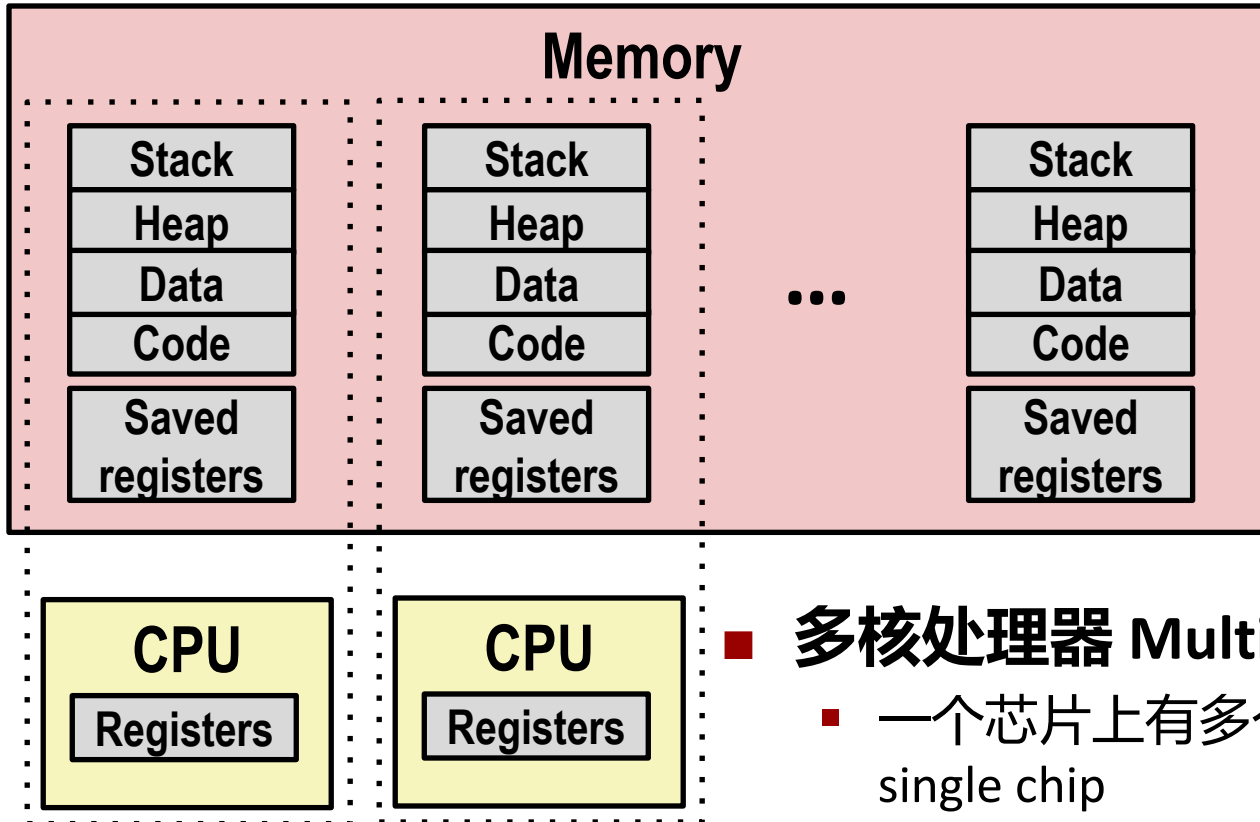 Memory
Stack
Heap
Data
Code
Saved
registers
Stack
Heap
Data
Code
Saved
registers
...
Stack
Heap
Data
Code
Saved
registers
CPU
Registers
CPU
Registers
■ 多核处理器
▪ 一个芯片上有多
single chip